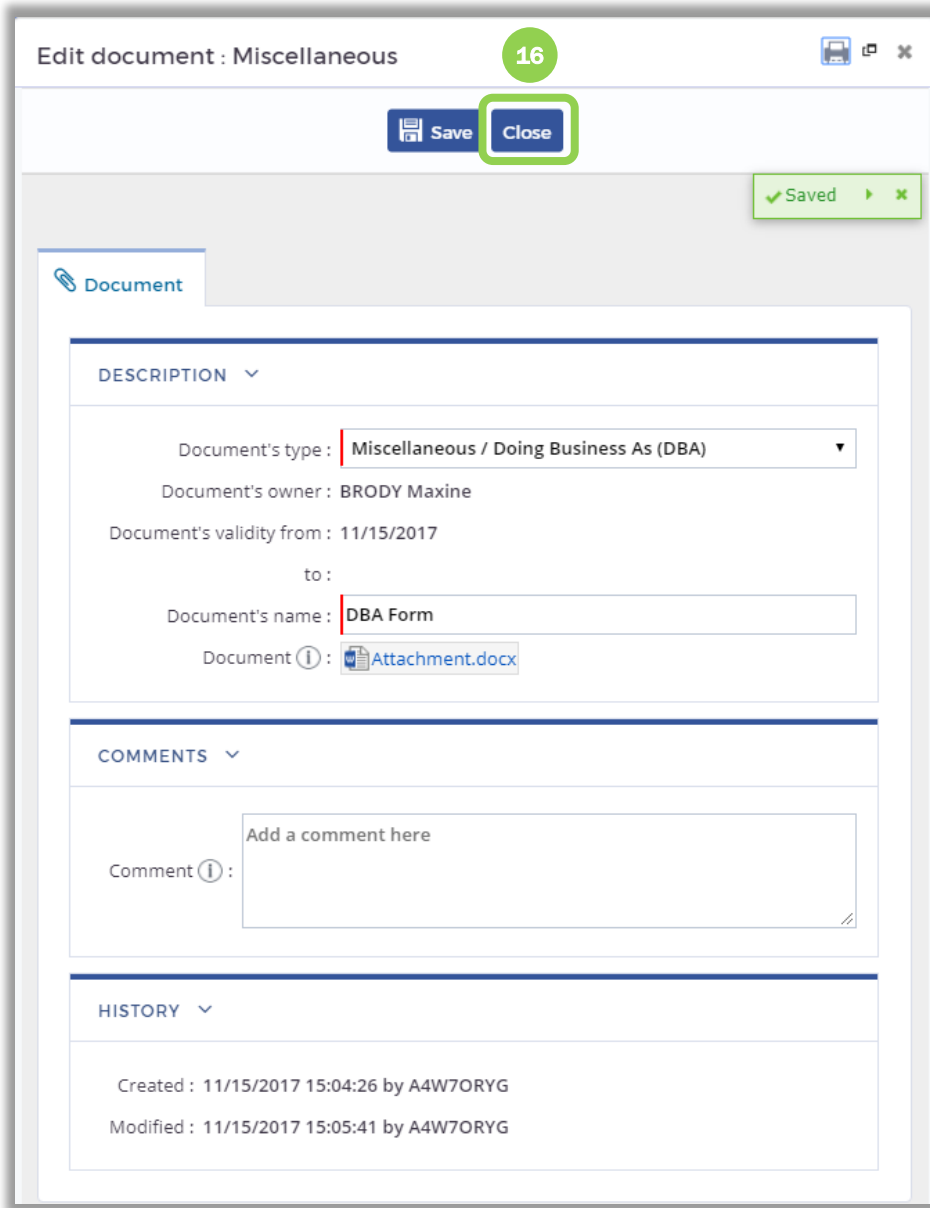 Edit document : Miscellaneous
16
Save Close
Saved
Document
DESCRIPTION
Document's type : Miscellaneous / Doing Business As (DBA)
Document's owner : BRODY Maxine
Document's validity from : 11/15/2017
to :
Document's name : DBA Form
Document i : Attachment.docx
COMMENTS
Comment i : Add a comment here
HISTORY
Created : 11/15/2017 15:04:26 by A4W7ORYG
Modified : 11/15/2017 15:05:41 by A4W7ORYG